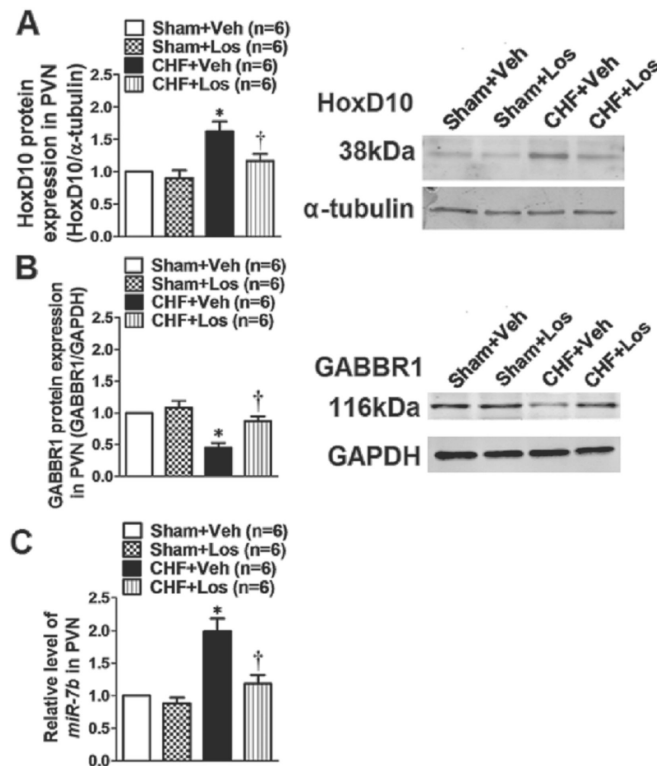 A
Sham+Veh (n=6)
Sham+Los (n=6)
CHF+Veh (n=6)
CHF+Los (n=6)
HoxD10 protein
expression in PVN
(HoxD10/α-tubulin)
2.5
2.0
1.5
1.0
0.5
0.0
*
†
Sham+Veh
Sham+Los
CHF+Veh
CHF+Los
HoxD10
38kDa
α-tubulin
B
Sham+Veh (n=6)
Sham+Los (n=6)
CHF+Veh (n=6)
CHF+Los (n=6)
GABBR1 protein expression
in PVN (GABBR1/GAPDH)
2.5
2.0
1.5
1.0
0.5
0.0
*
†
Sham+Veh
Sham+Los
CHF+Veh
CHF+Los
GABBR1
116kDa
GAPDH
C
Sham+Veh (n=6)
Sham+Los (n=6)
CHF+Veh (n=6)
CHF+Los (n=6)
Relative level of
miR-7b in PVN
2.5
2.0
1.5
1.0
0.5
0.0
*
†